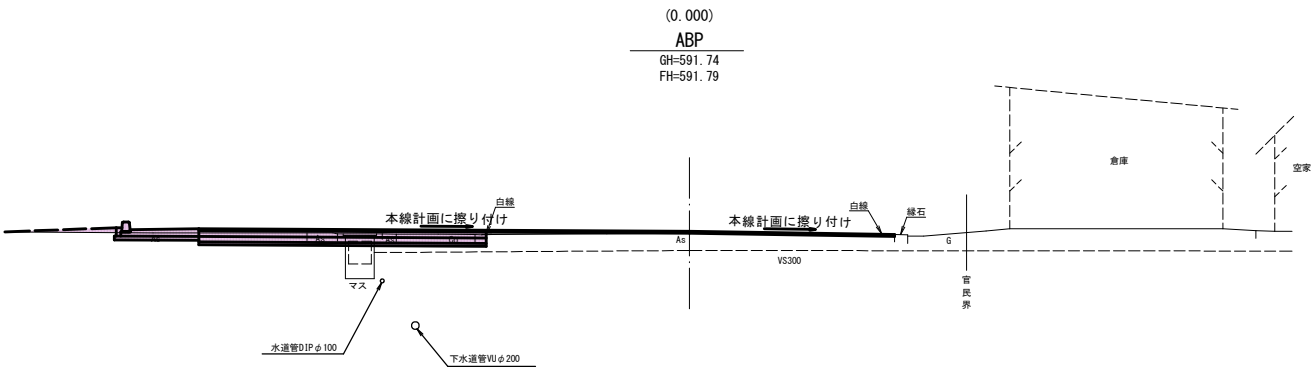 (0.000)
ABP
GH=591.74
FH=591.79
倉庫
空家
白線
本線計画に擦り付け
本線計画に擦り付け
白線
縁石
As
As
As
G
VS300
マス
官民界
水道管DIPφ100
下水道管VUφ200